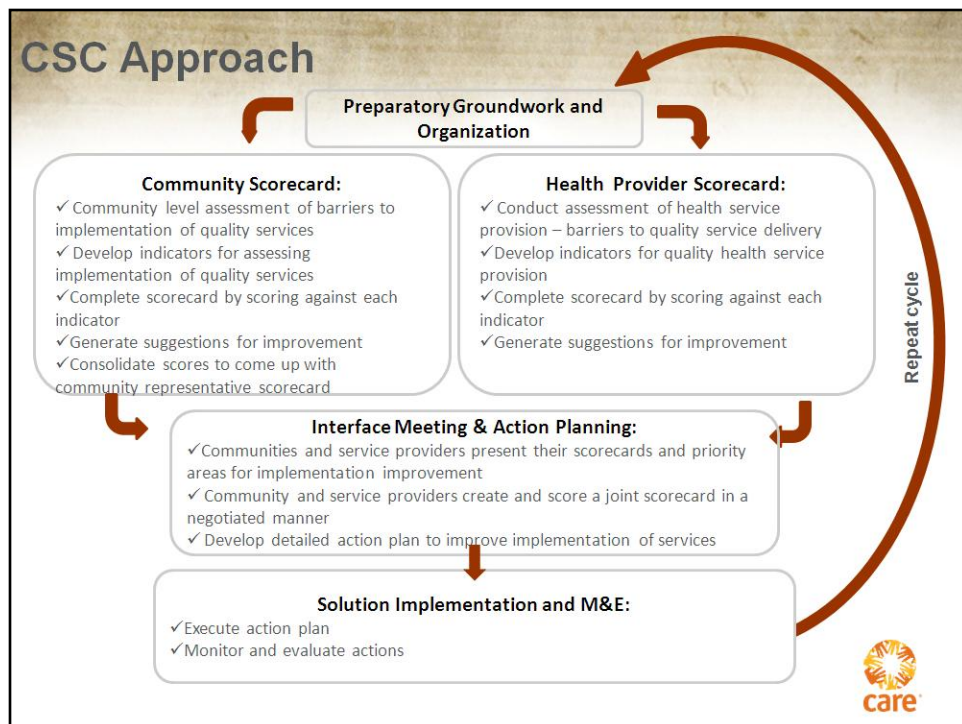 CSC Approach
Preparatory Groundwork and
Organization
Community Scorecard:
✓Community level assessment of barriers to
implementation of quality services
✓Develop indicators for assessing
implementation of quality services
✓Complete scorecard by scoring against each
indicator
✓Generate suggestions for improvement
✓Consolidate scores to come up with
community representative scorecard
Health Provider Scorecard:
✓Conduct assessment of health service
provision – barriers to quality service delivery
✓Develop indicators for quality health service
provision
✓Complete scorecard by scoring against each
indicator
✓Generate suggestions for improvement
Interface Meeting & Action Planning:
✓Communities and service providers present their scorecards and priority
areas for implementation improvement
✓Community and service providers create and score a joint scorecard in a
negotiated manner
✓ Develop detailed action plan to improve implementation of services
Solution Implementation and M&E:
✓Execute action plan
✓Monitor and evaluate actions
Repeat cycle
care